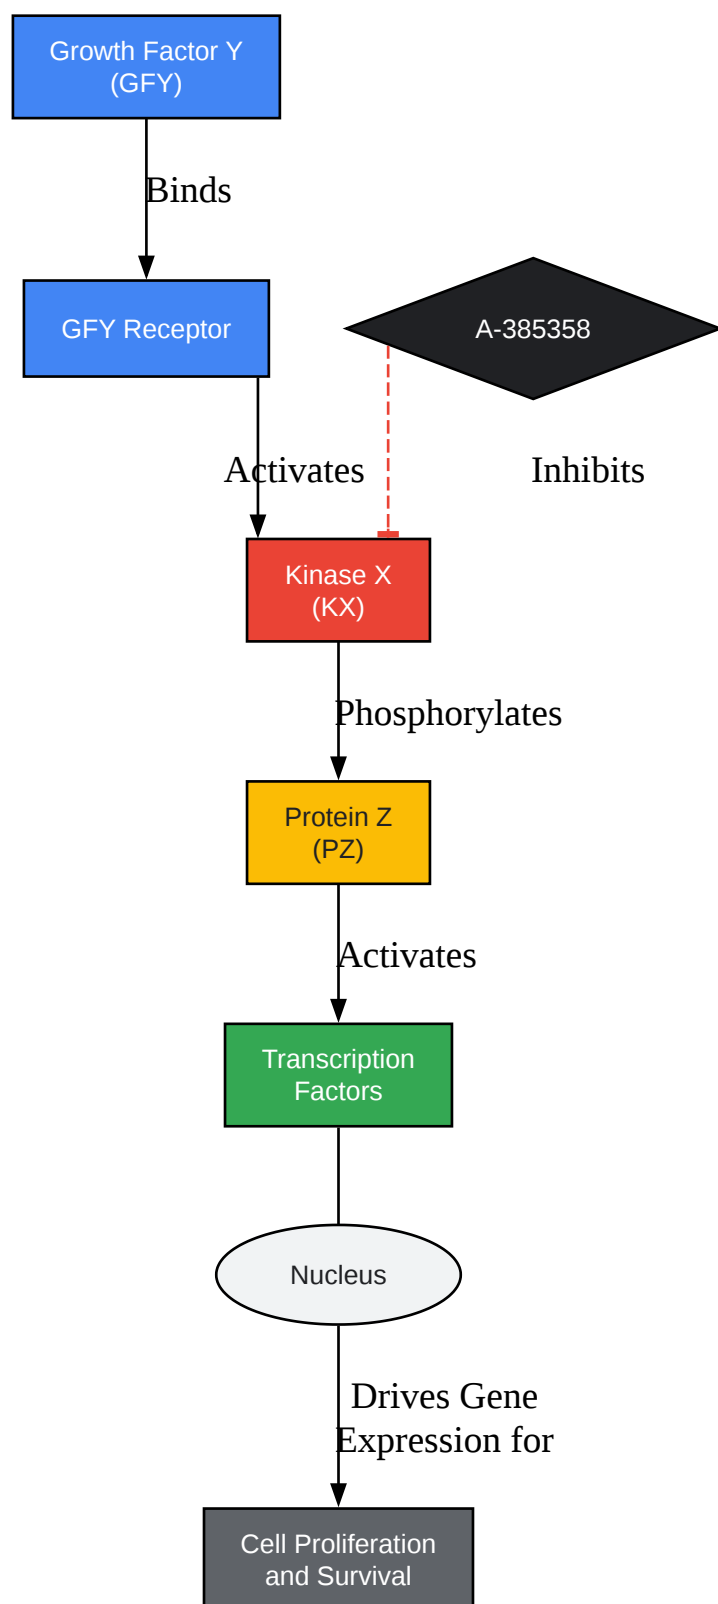 Growth Factor Y
(GFY)
Binds
GFY Receptor
A-385358
Activates
Inhibits
Kinase X
(KX)
Phosphorylates
Protein Z
(PZ)
Activates
Transcription
Factors
Nucleus
Drives Gene
Expression for
Cell Proliferation
and Survival